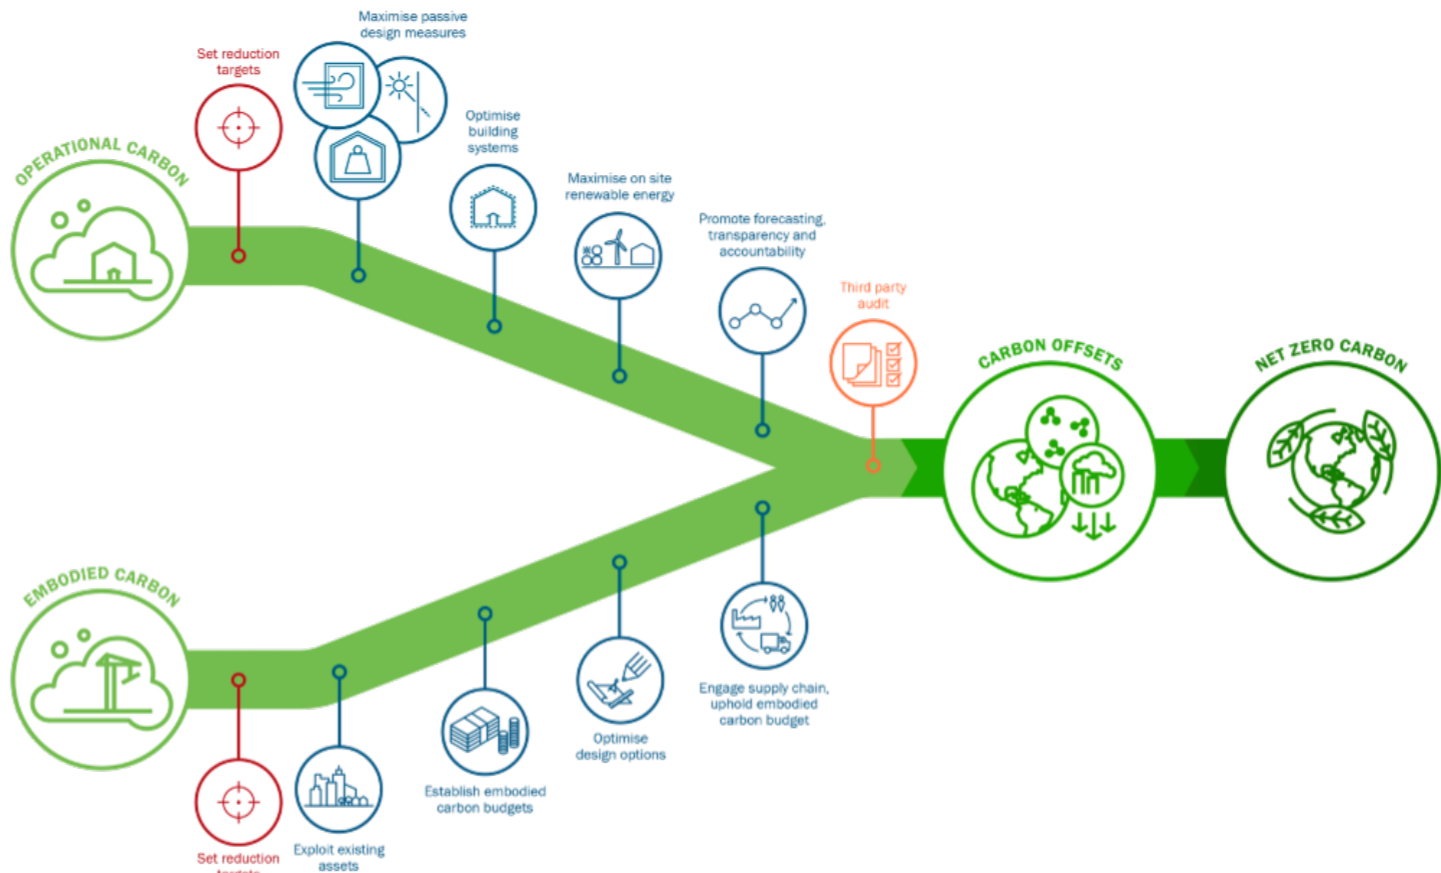 Maximise passive
design measures
Set reduction
targets
Optimise
building
systems
OPERATIONAL CARBON
Maximise on site
renewable energy
Promote forecasting,
transparency and
accountability
Third party
audit
CARBON OFFSETS
NET ZERO CARBON
EMBODIED CARBON
Engage supply chain,
uphold embodied
carbon budget
Optimise
design options
Establish embodied
carbon budgets
Exploit existing
assets
Set reduction
targets